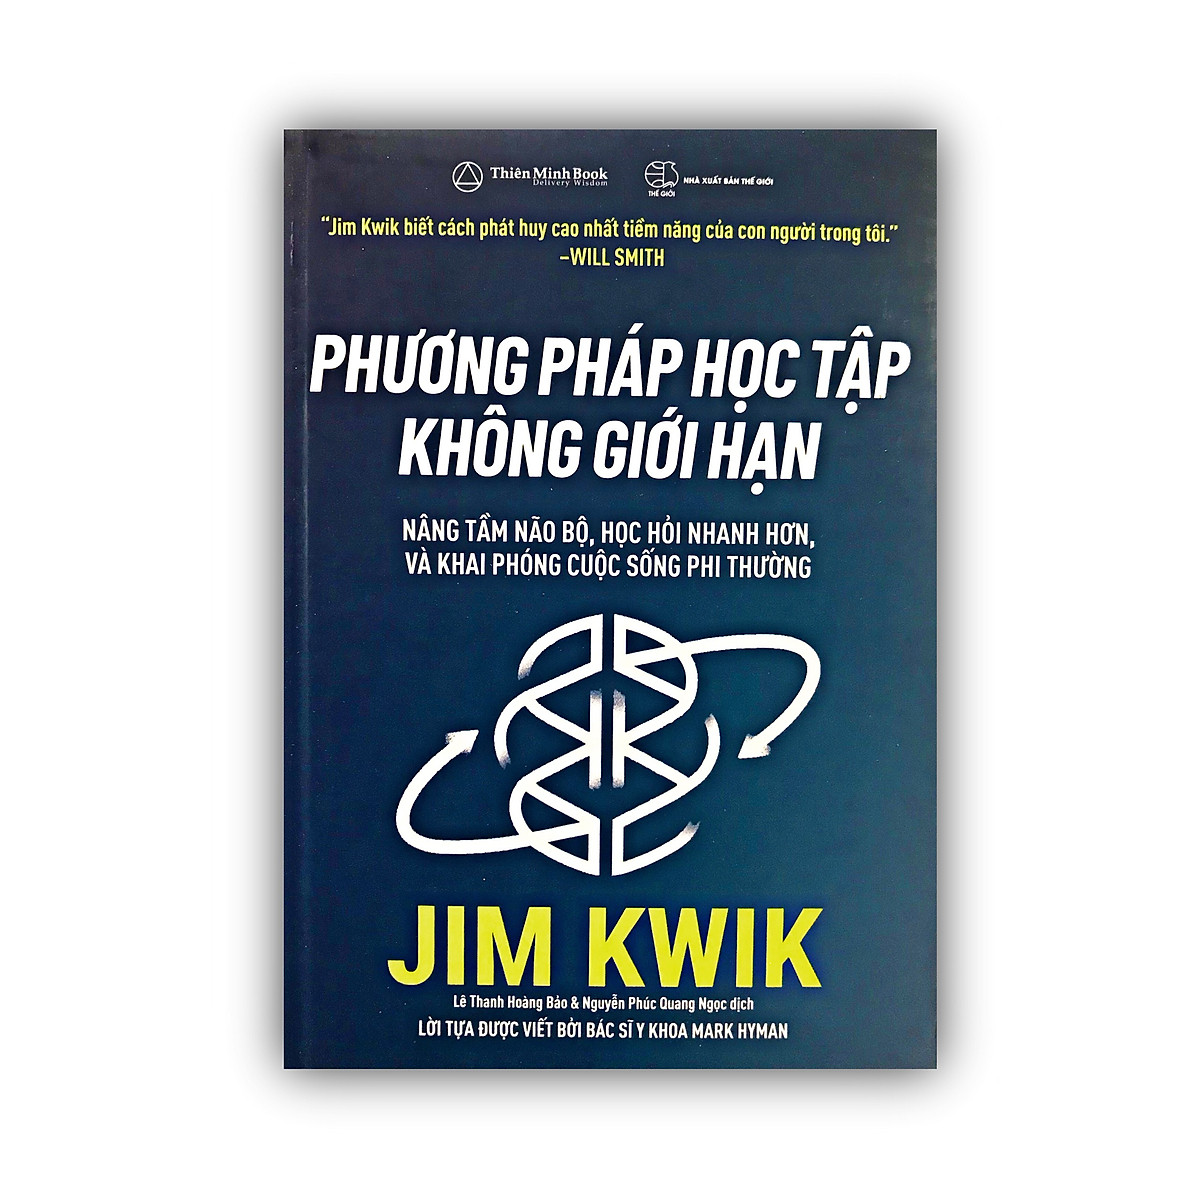 Thiên Minh Book
Delivery Wisdom
THẾ GIỚI
NHÀ XUẤT BẢN THẾ GIỚI
“Jim Kwik biết cách phát huy cao nhất tiềm năng của con người trong tôi.”
–WILL SMITH
PHƯƠNG PHÁP HỌC TẬP
KHÔNG GIỚI HẠN
NÂNG TẦM NÃO BỘ, HỌC HỎI NHANH HƠN,
VÀ KHAI PHÓNG CUỘC SỐNG PHI THƯỜNG
JIM KWIK
Lê Thanh Hoàng Bảo & Nguyễn Phúc Quang Ngọc dịch
LỜI TỰA ĐƯỢC VIẾT BỞI BÁC SĨ Y KHOA MARK HYMAN